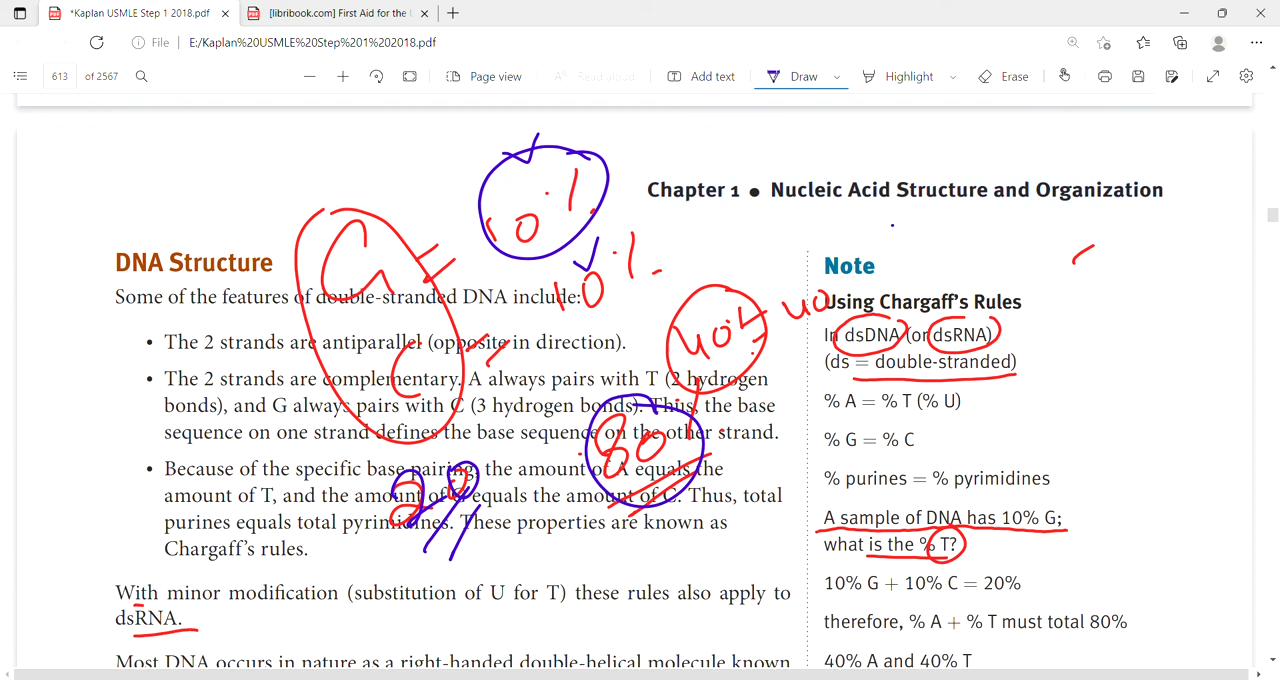 *Kaplan USMLE Step 1 2018.pdf
[libribook.com] First Aid for the U
File E:/Kaplan%20USMLE%20Step%201%202018.pdf
613 of 2567 Page view Read aloud Add text Draw Highlight Erase
Chapter 1 ● Nucleic Acid Structure and Organization
DNA Structure
Some of the features of double-stranded DNA include:
• The 2 strands are antiparallel (opposite in direction).
• The 2 strands are complementary. A always pairs with T (2 hydrogen
bonds), and G always pairs with C (3 hydrogen bonds). Thus, the base
sequence on one strand defines the base sequence on the other strand.
• Because of the specific base pairing, the amount of A equals the
amount of T, and the amount of G equals the amount of C. Thus, total
purines equals total pyrimidines. These properties are known as
Chargaff's rules.
With minor modification (substitution of U for T) these rules also apply to
dsRNA.
Most DNA occurs in nature as a right-handed double-helical molecule known
G = 10%
C = 10%
40% 40
80%
20
Note
Using Chargaff's Rules
In dsDNA (or dsRNA)
(ds = double-stranded)
% A = % T (% U)
% G = % C
% purines = % pyrimidines
A sample of DNA has 10% G;
what is the % T?
10% G + 10% C = 20%
therefore, % A + % T must total 80%
40% A and 40% T